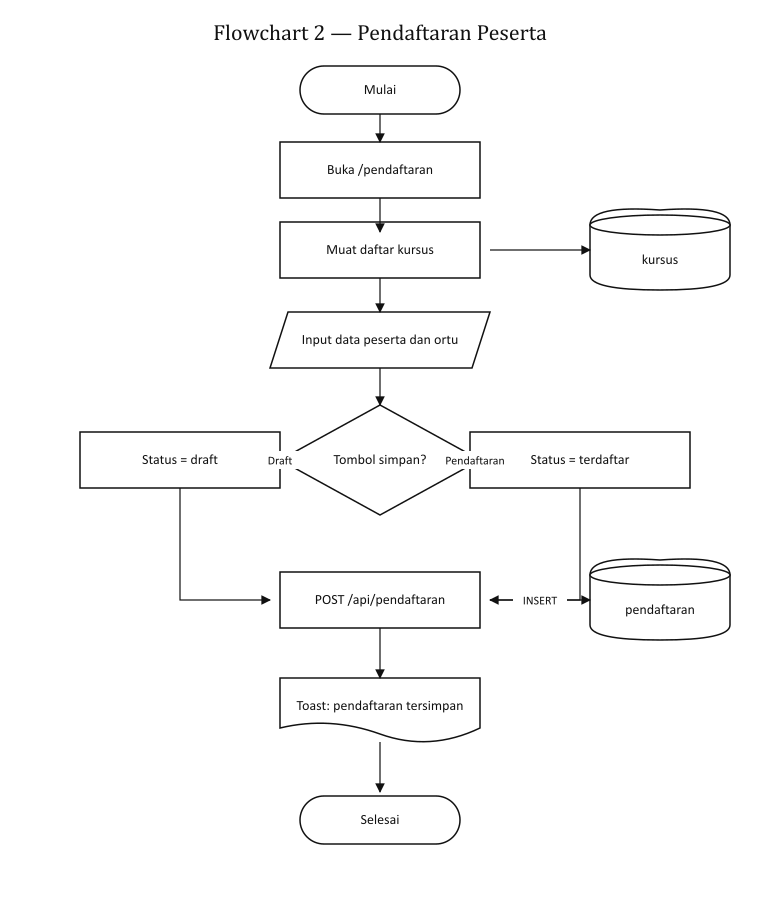 Flowchart 2 — Pendaftaran Peserta
Mulai
Buka /pendaftaran
Muat daftar kursus
kursus
Input data peserta dan ortu
Status = draft
Draft
Tombol simpan?
Pendaftaran
Status = terdaftar
POST /api/pendaftaran
INSERT
pendaftaran
Toast: pendaftaran tersimpan
Selesai